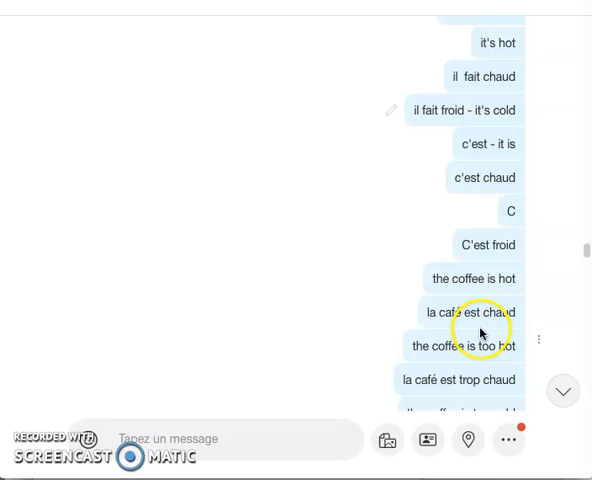 it's hot
il fait chaud
il fait froid - it's cold
c'est - it is
c'est chaud
C
C'est froid
the coffee is hot
la café est chaud
the coffee is too hot
la café est trop chaud
Tapez un message
RECORDED WITH
SCREENCAST MATIC